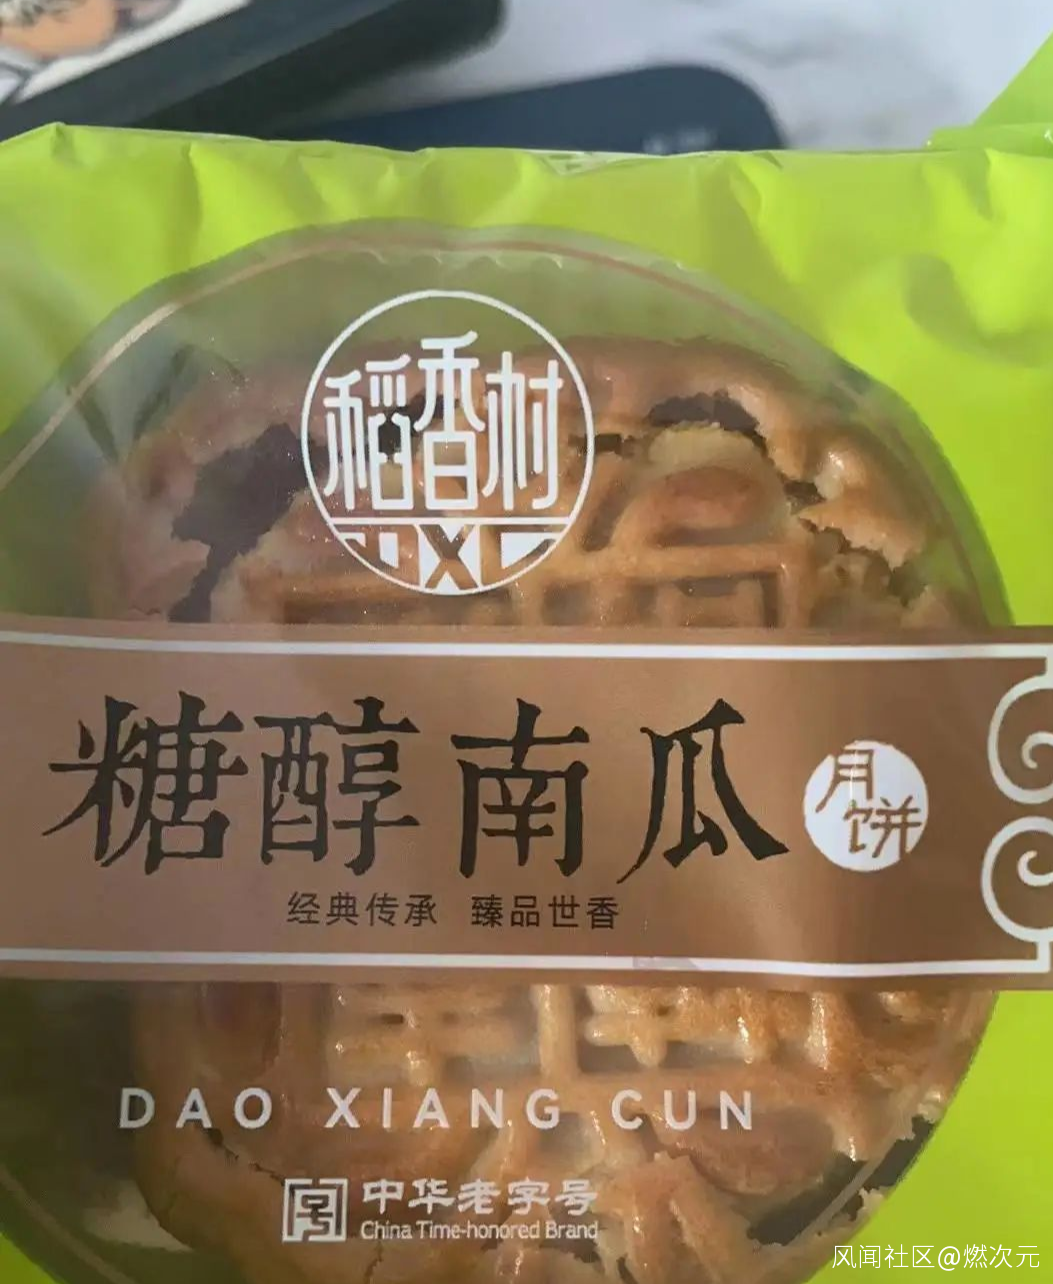 稻香村
DXC
糖醇南瓜
月饼
经典传承 臻品世香
DAO XIANG CUN
中华老字号
China Time-honored Brand
风闻社区@燃次元